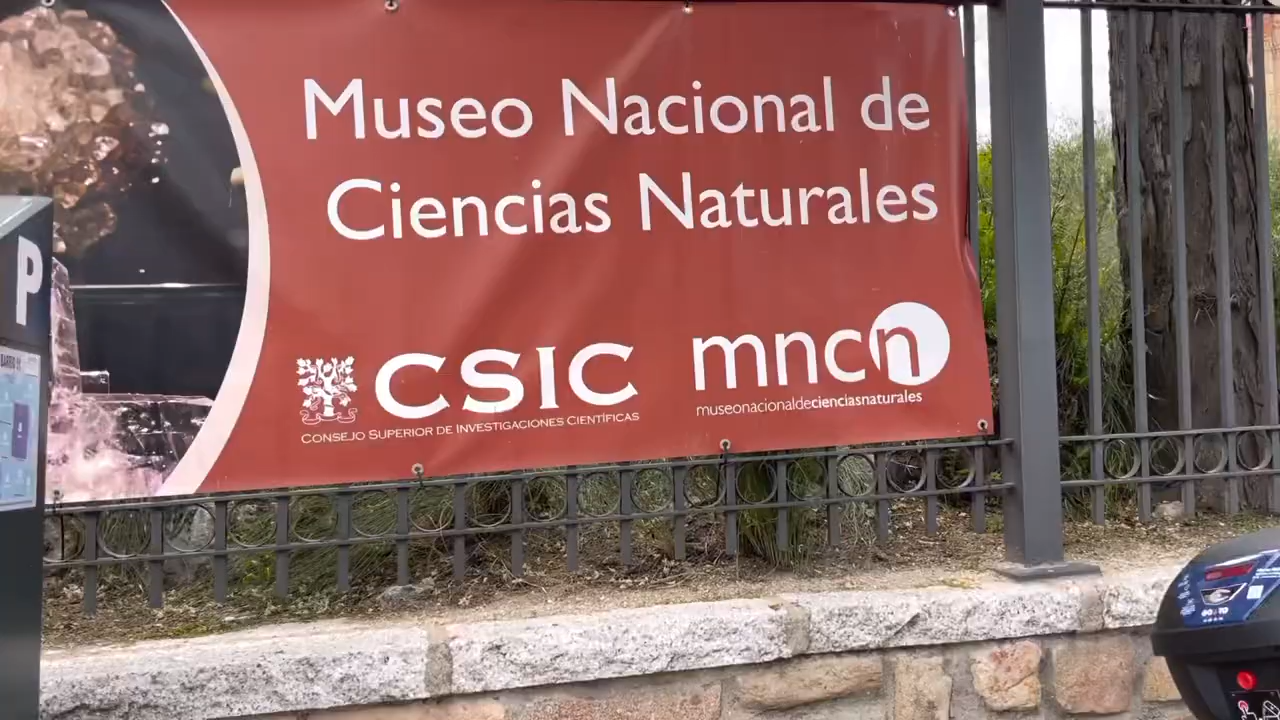 Museo Nacional de
Ciencias Naturales
CSIC
CONSEJO SUPERIOR DE INVESTIGACIONES CIENTÍFICAS
mncn
museonacionaldecienciasnaturales
P